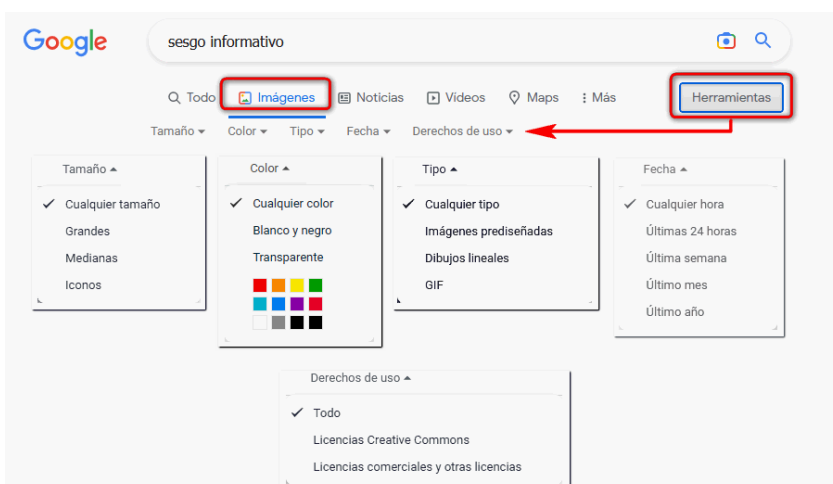 Google
sesgo informativo
Todo Imágenes Noticias Vídeos Maps Más Herramientas
Tamaño Color Tipo Fecha Derechos de uso
Tamaño
Cualquier tamaño
Grandes
Medianas
Iconos
Color
Cualquier color
Blanco y negro
Transparente
Tipo
Cualquier tipo
Imágenes prediseñadas
Dibujos lineales
GIF
Fecha
Cualquier hora
Últimas 24 horas
Última semana
Último mes
Último año
Derechos de uso
Todo
Licencias Creative Commons
Licencias comerciales y otras licencias